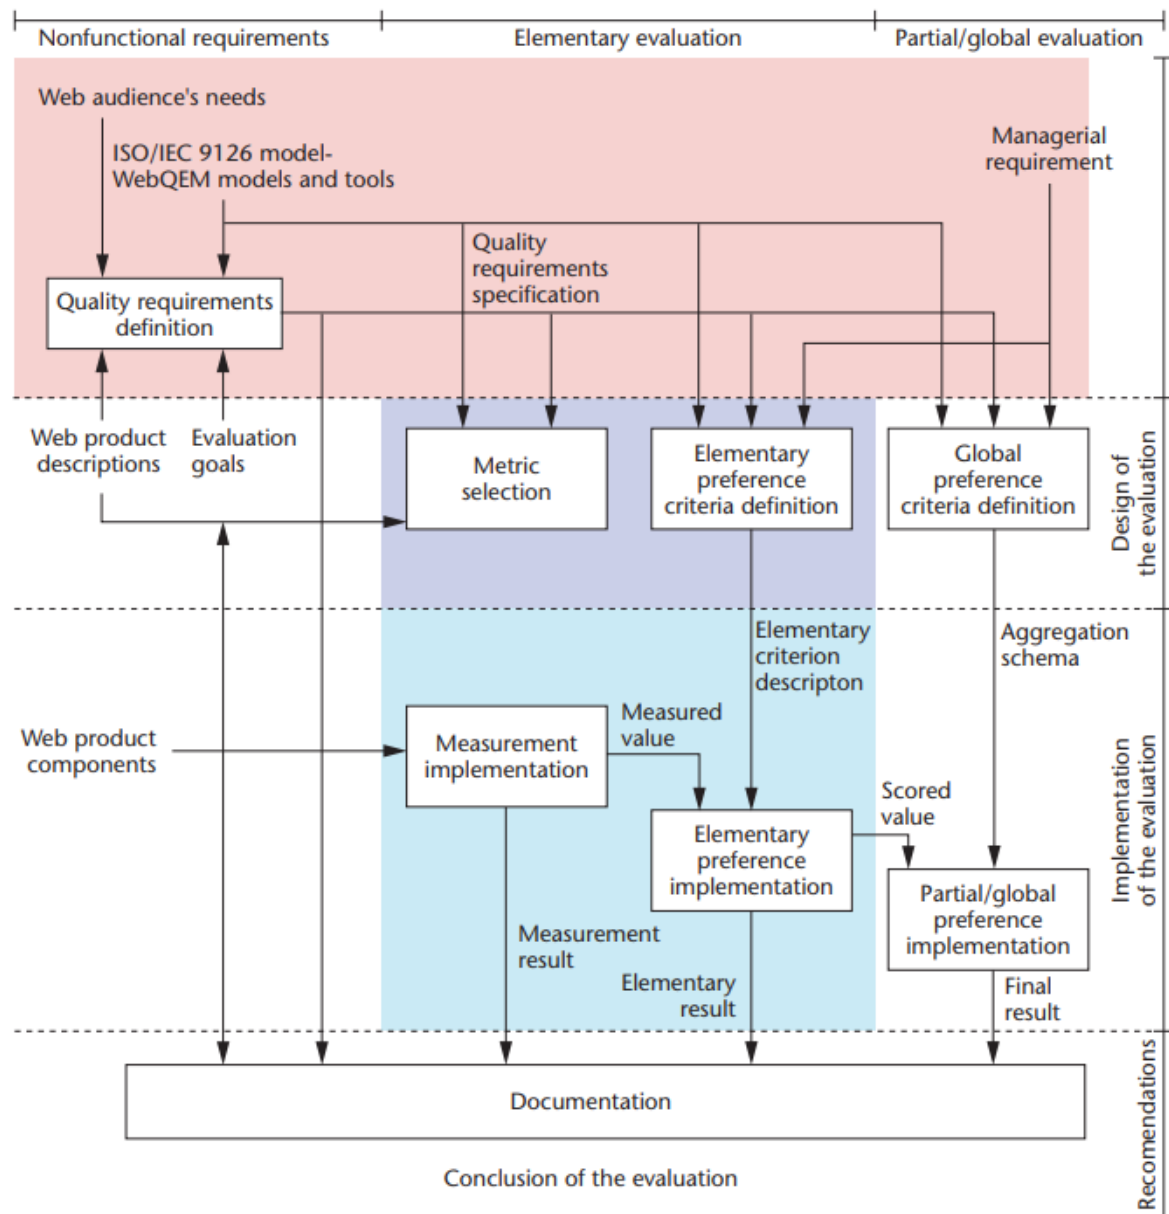 Nonfunctional requirements
Elementary evaluation
Partial/global evaluation
Web audience's needs
ISO/IEC 9126 model-
WebQEM models and tools
Managerial
requirement
Quality
requirements
specification
Quality requirements
definition
Web product
descriptions
Evaluation
goals
Metric
selection
Elementary
preference
criteria definition
Global
preference
criteria definition
Design of
the evaluation
Elementary
criterion
descripton
Aggregation
schema
Web product
components
Measurement
implementation
Measured
value
Elementary
preference
implementation
Scored
value
Partial/global
preference
implementation
Implementation
of the evaluation
Measurement
result
Elementary
result
Final
result
Documentation
Recomendations
Conclusion of the evaluation